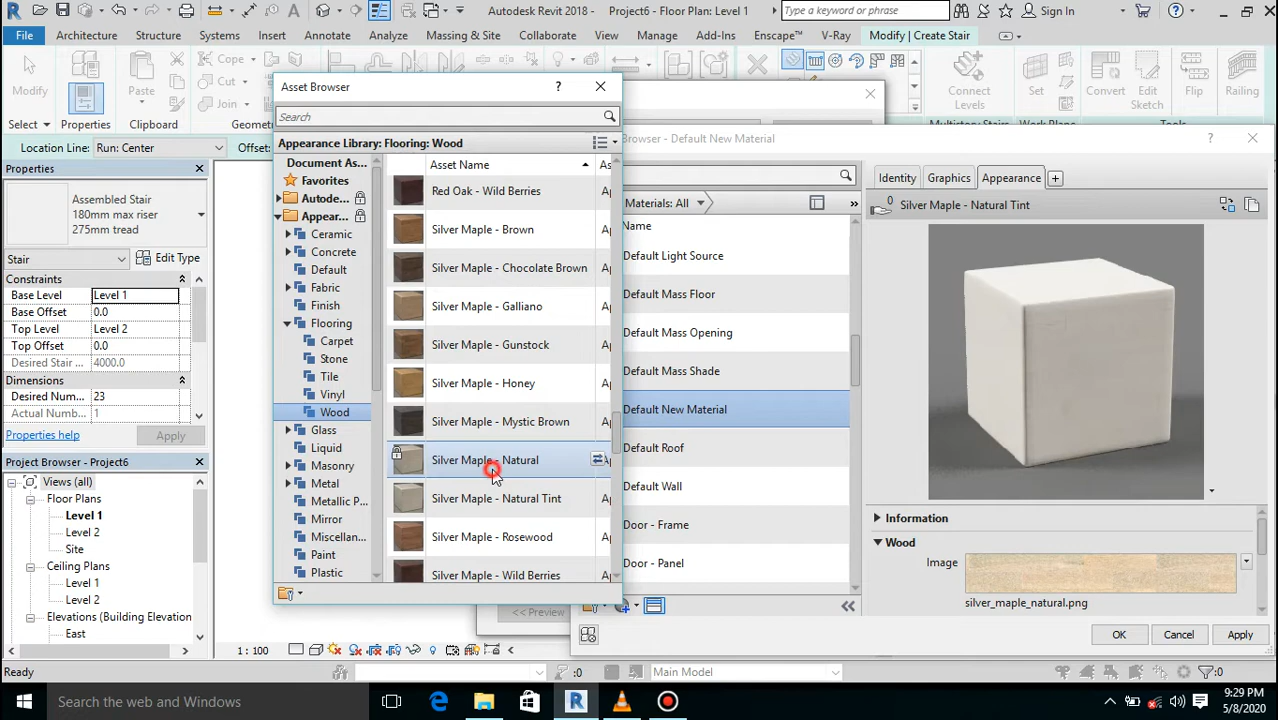 Autodesk Revit 2018 - Project6 - Floor Plan: Level 1
Type a keyword or phrase
Sign In
File
Architecture
Structure
Systems
Insert
Annotate
Analyze
Massing & Site
Collaborate
View
Manage
Add-Ins
Enscape™
V-Ray
Modify | Create Stair
Modify
Properties
Paste
Cope
Cut
Join
Convert
Connect
Levels
Set
Edit
Sketch
Flip
Railing
Select
Properties
Clipboard
Geom
Multistory Stairs
Work Plane
Tools
Location Line:
Run: Center
Offset:
Properties
Assembled Stair
180mm max riser
275mm tread
Stair
Edit Type
Constraints
Base Level
Level 1
Base Offset
0.0
Top Level
Level 2
Top Offset
0.0
Desired Stair ...
4000.0
Dimensions
Desired Num...
23
Actual Numb...
1
Properties help
Apply
Project Browser - Project6
Views (all)
Floor Plans
Level 1
Level 2
Site
Ceiling Plans
Level 1
Level 2
Elevations (Building Elevation
East
Ready
Asset Browser
?
Search
Appearance Library: Flooring: Wood
Document As...
Favorites
Autode...
Appear...
Ceramic
Concrete
Default
Fabric
Finish
Flooring
Carpet
Stone
Tile
Vinyl
Wood
Glass
Liquid
Masonry
Metal
Metallic P...
Mirror
Miscellan...
Paint
Plastic
Asset Name
As
Red Oak - Wild Berries
Silver Maple - Brown
Silver Maple - Chocolate Brown
Silver Maple - Galliano
Silver Maple - Gunstock
Silver Maple - Honey
Silver Maple - Mystic Brown
Silver Maple - Natural
Silver Maple - Natural Tint
Silver Maple - Rosewood
Silver Maple - Wild Berries
Browser - Default New Material
?
Materials: All
Name
Default Light Source
Default Mass Floor
Default Mass Opening
Default Mass Shade
Default New Material
Default Roof
Default Wall
Door - Frame
Door - Panel
Identity
Graphics
Appearance
0
Silver Maple - Natural Tint
Information
Wood
Image
silver_maple_natural.png
OK
Cancel
Apply
<< Preview
1 : 100
:0
Main Model
:0
Search the web and Windows
9:29 PM
5/8/2020